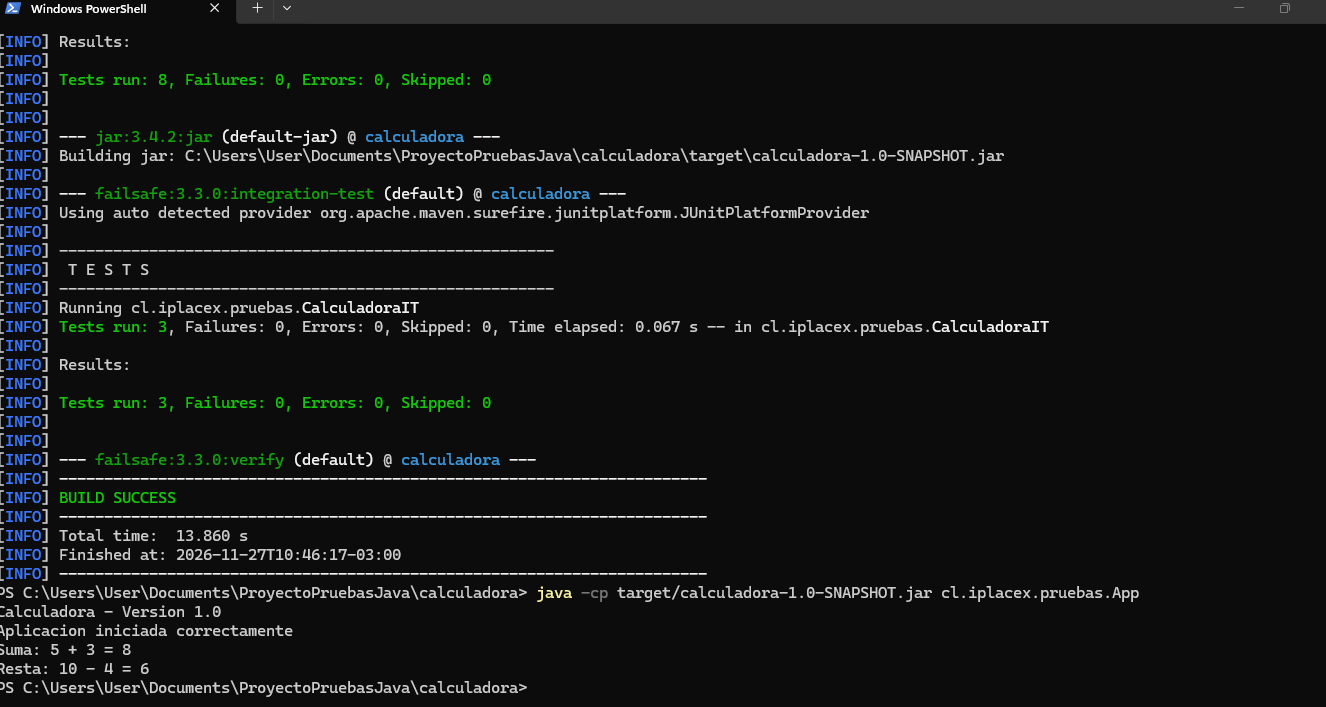 Windows PowerShell
[INFO] Results:
[INFO]
[INFO] Tests run: 8, Failures: 0, Errors: 0, Skipped: 0
[INFO]
[INFO]
[INFO] --- jar:3.4.2:jar (default-jar) @ calculadora ---
[INFO] Building jar: C:\Users\User\Documents\ProyectoPruebasJava\calculadora\target\calculadora-1.0-SNAPSHOT.jar
[INFO]
[INFO] --- failsafe:3.3.0:integration-test (default) @ calculadora ---
[INFO] Using auto detected provider org.apache.maven.surefire.junitplatform.JUnitPlatformProvider
[INFO]
[INFO] -------------------------------------------------------
[INFO]  T E S T S
[INFO] -------------------------------------------------------
[INFO] Running cl.iplacex.pruebas.CalculadoraIT
[INFO] Tests run: 3, Failures: 0, Errors: 0, Skipped: 0, Time elapsed: 0.067 s -- in cl.iplacex.pruebas.CalculadoraIT
[INFO]
[INFO] Results:
[INFO]
[INFO] Tests run: 3, Failures: 0, Errors: 0, Skipped: 0
[INFO]
[INFO]
[INFO] --- failsafe:3.3.0:verify (default) @ calculadora ---
[INFO] ------------------------------------------------------------------------
[INFO] BUILD SUCCESS
[INFO] ------------------------------------------------------------------------
[INFO] Total time:  13.860 s
[INFO] Finished at: 2026-11-27T10:46:17-03:00
[INFO] ------------------------------------------------------------------------
PS C:\Users\User\Documents\ProyectoPruebasJava\calculadora> java -cp target/calculadora-1.0-SNAPSHOT.jar cl.iplacex.pruebas.App
Calculadora - Version 1.0
Aplicacion iniciada correctamente
Suma: 5 + 3 = 8
Resta: 10 - 4 = 6
PS C:\Users\User\Documents\ProyectoPruebasJava\calculadora>